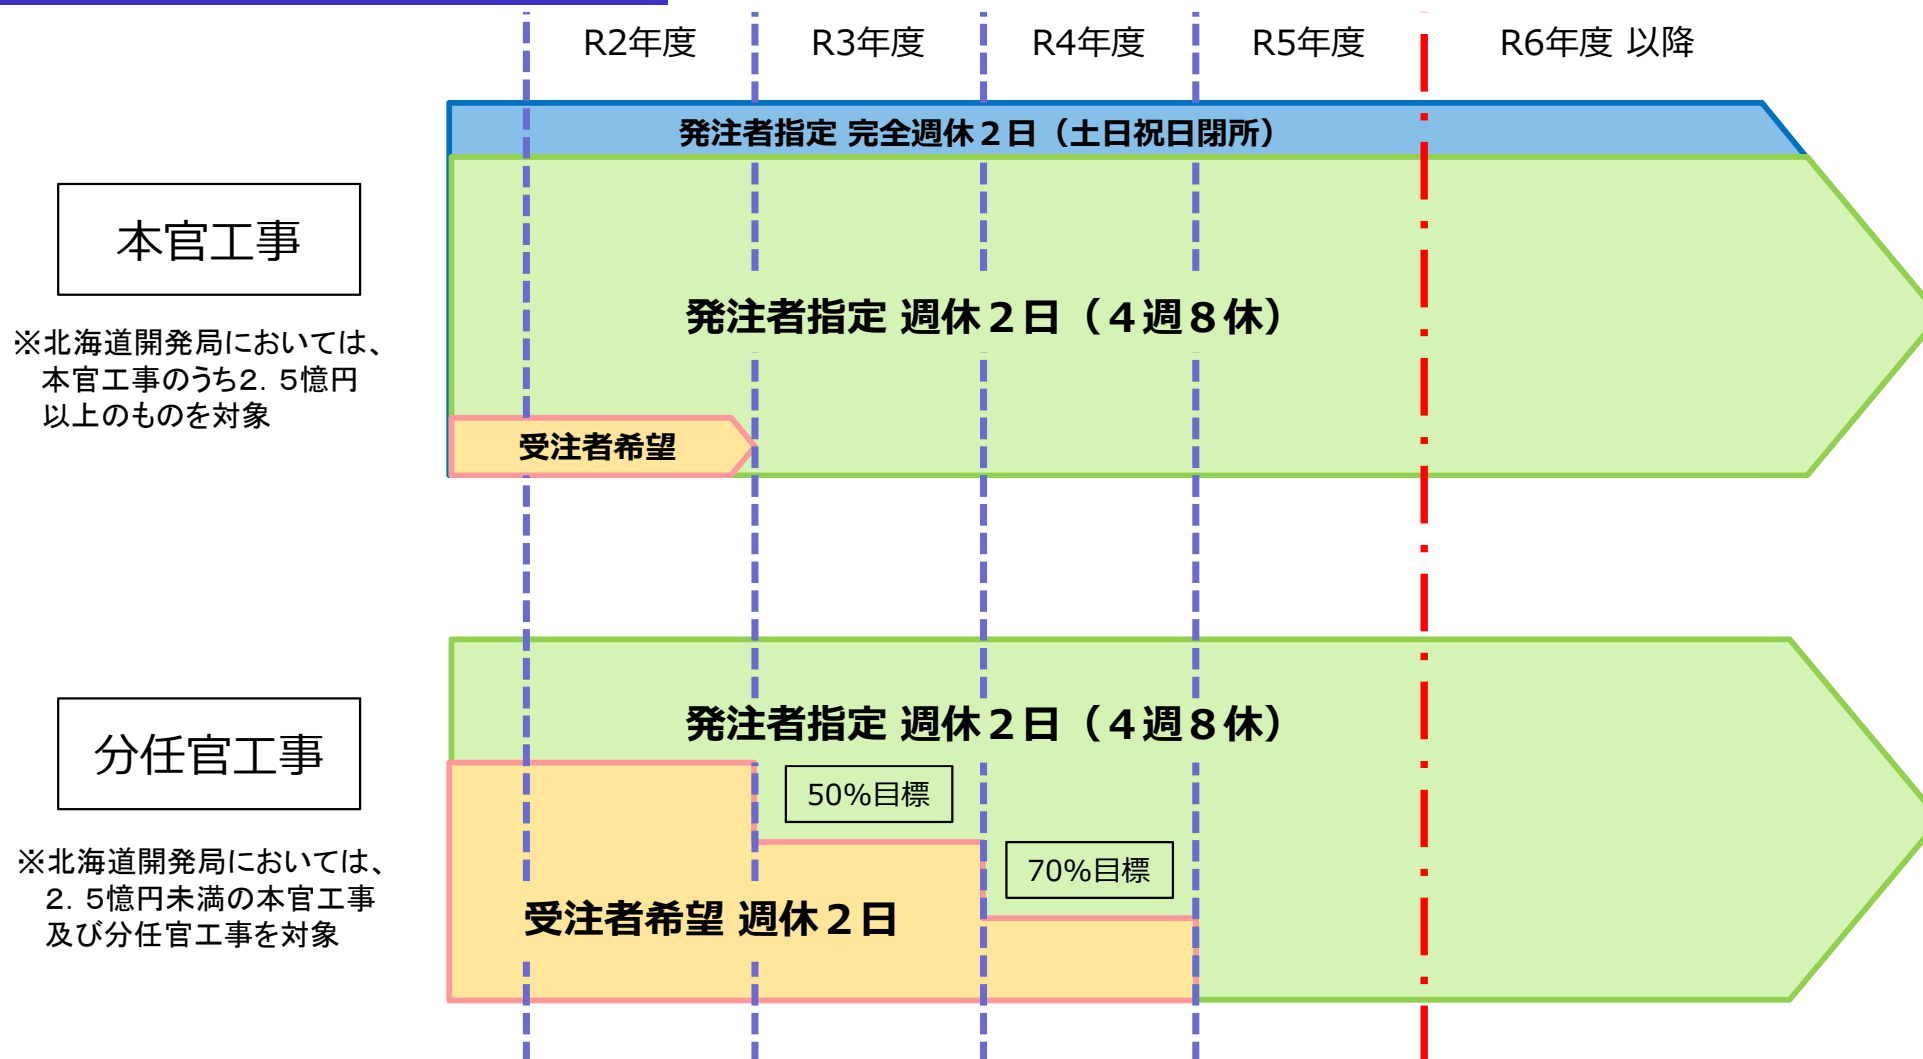 R2年度
R3年度
R4年度
R5年度
R6年度 以降
発注者指定 完全週休２日（土日祝日閉所）
本官工事
※北海道開発局においては、
本官工事のうち2．5憶円
以上のものを対象
発注者指定 週休２日（４週８休）
受注者希望
分任官工事
※北海道開発局においては、
2．5憶円未満の本官工事
及び分任官工事を対象
発注者指定 週休２日（４週８休）
50%目標
70%目標
受注者希望 週休２日